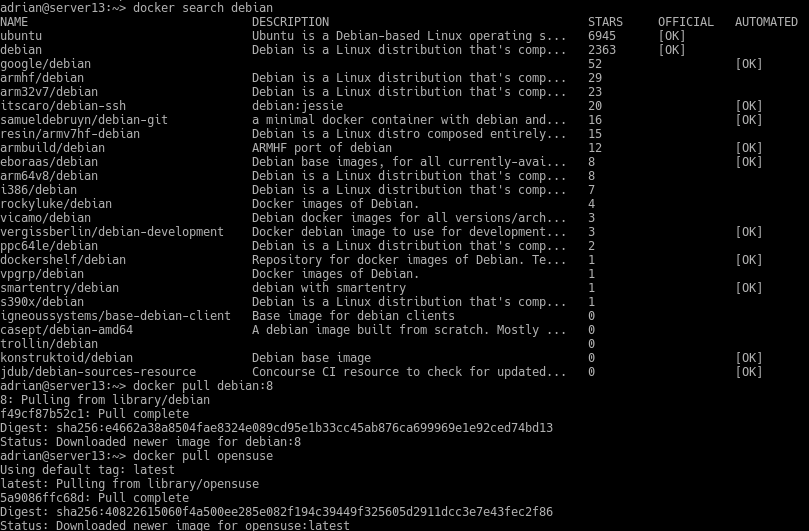 adrian@server13:~> docker search debian
NAME DESCRIPTION STARS OFFICIAL AUTOMATED
ubuntu Ubuntu is a Debian-based Linux operating s... 6945 [OK]
debian Debian is a Linux distribution that's comp... 2363 [OK]
google/debian 52 [OK]
armhf/debian Debian is a Linux distribution that's comp... 29
arm32v7/debian Debian is a Linux distribution that's comp... 23
itscaro/debian-ssh debian:jessie 20 [OK]
samueldebruyn/debian-git a minimal docker container with debian and... 16 [OK]
resin/armv7hf-debian Debian is a Linux distro composed entirely... 15
armbuild/debian ARMHF port of debian 12 [OK]
eboraas/debian Debian base images, for all currently-avai... 8 [OK]
arm64v8/debian Debian is a Linux distribution that's comp... 8
i386/debian Debian is a Linux distribution that's comp... 7
rockyluke/debian Docker images of Debian. 4
vicamo/debian Debian docker images for all versions/arch... 3
vergissberlin/debian-development Docker debian image to use for development... 3 [OK]
ppc64le/debian Debian is a Linux distribution that's comp... 2
dockershelf/debian Repository for docker images of Debian. Te... 1 [OK]
vpgrp/debian Docker images of Debian. 1
smartentry/debian debian with smartentry 1 [OK]
s390x/debian Debian is a Linux distribution that's comp... 1
igneoussystems/base-debian-client Base image for debian clients 0
casept/debian-amd64 A debian image built from scratch. Mostly ... 0
trollin/debian 0
konstruktoid/debian Debian base image 0 [OK]
jdub/debian-sources-resource Concourse CI resource to check for updated... 0 [OK]
adrian@server13:~> docker pull debian:8
8: Pulling from library/debian
f49cf87b52c1: Pull complete
Digest: sha256:e4662a38a8504fae8324e089cd95e1b33cc45ab876ca699969e1e92ced74bd13
Status: Downloaded newer image for debian:8
adrian@server13:~> docker pull opensuse
Using default tag: latest
latest: Pulling from library/opensuse
5a9086ffc68d: Pull complete
Digest: sha256:40822615060f4a500ee285e082f194c39449f325605d2911dcc3e7e43fec2f86
Status: Downloaded newer image for opensuse:latest